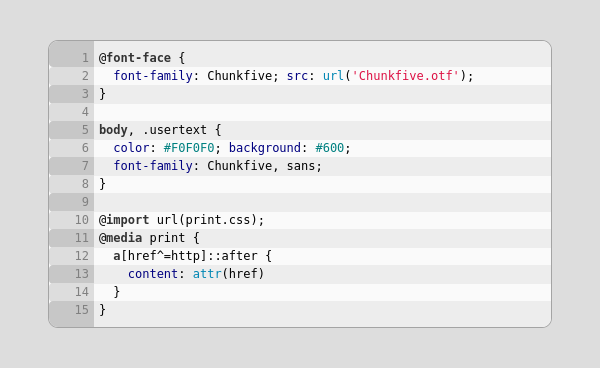 1 @font-face {
2   font-family: Chunkfive; src: url('Chunkfive.otf');
3 }
4
5 body, .usertext {
6   color: #F0F0F0; background: #600;
7   font-family: Chunkfive, sans;
8 }
9
10 @import url(print.css);
11 @media print {
12   a[href^=http]::after {
13     content: attr(href)
14   }
15 }